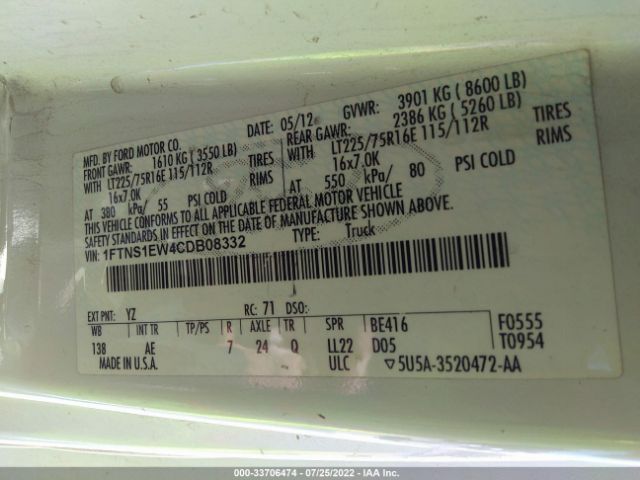 MFD. BY FORD MOTOR CO.
DATE: 05/12
GVWR: 3901 KG ( 8600 LB)
FRONT GAWR: 1610 KG ( 3550 LB)
REAR GAWR: 2386 KG ( 5260 LB)
WITH LT225/75R16E 115/112R TIRES
WITH LT225/75R16E 115/112R TIRES
16x7.0K RIMS
16x7.0K RIMS
AT 380 kPa/ 55 PSI COLD
AT 550 kPa/ 80 PSI COLD
THIS VEHICLE CONFORMS TO ALL APPLICABLE FEDERAL MOTOR VEHICLE
SAFETY STANDARDS IN EFFECT ON THE DATE OF MANUFACTURE SHOWN ABOVE.
VIN: 1FTNS1EW4CDB08332 TYPE: Truck
EXT PNT: YZ RC: 71 DSO:
WB INT TR TP/PS R AXLE TR SPR BE416 F0555
138 AE 7 24 Q LL22 D05 T0954
MADE IN U.S.A. ULC ▽5U5A-3520472-AA
000-33706474 - 07/25/2022 - IAA Inc.